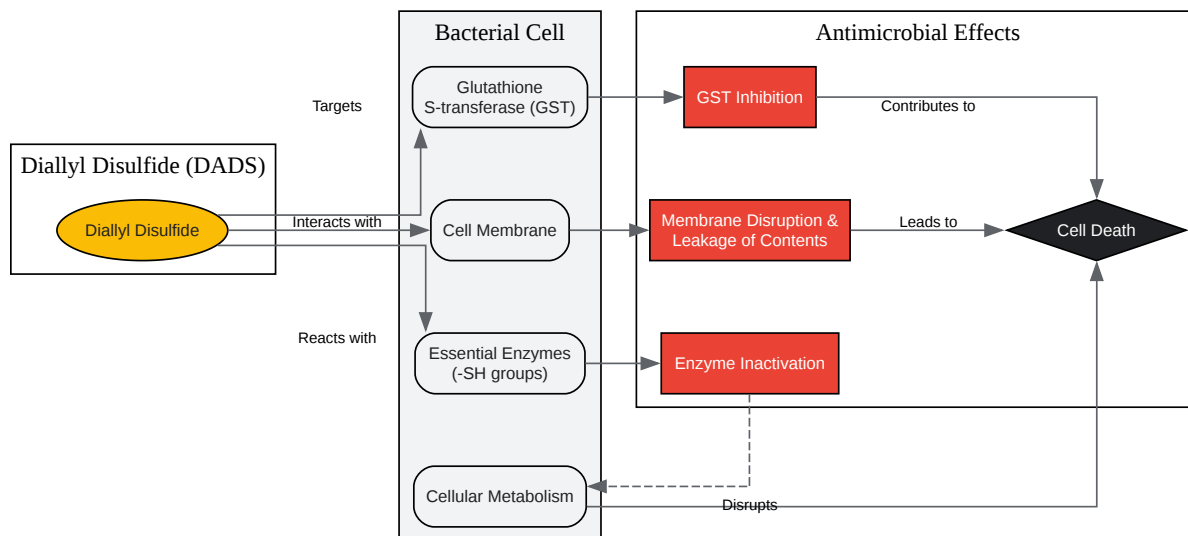 Bacterial Cell
Antimicrobial Effects
Glutathione
S-transferase (GST)
GST Inhibition
Targets
Contributes to
Diallyl Disulfide (DADS)
Diallyl Disulfide
Interacts with
Cell Membrane
Membrane Disruption &
Leakage of Contents
Leads to
Cell Death
Reacts with
Essential Enzymes
(-SH groups)
Enzyme Inactivation
Cellular Metabolism
Disrupts